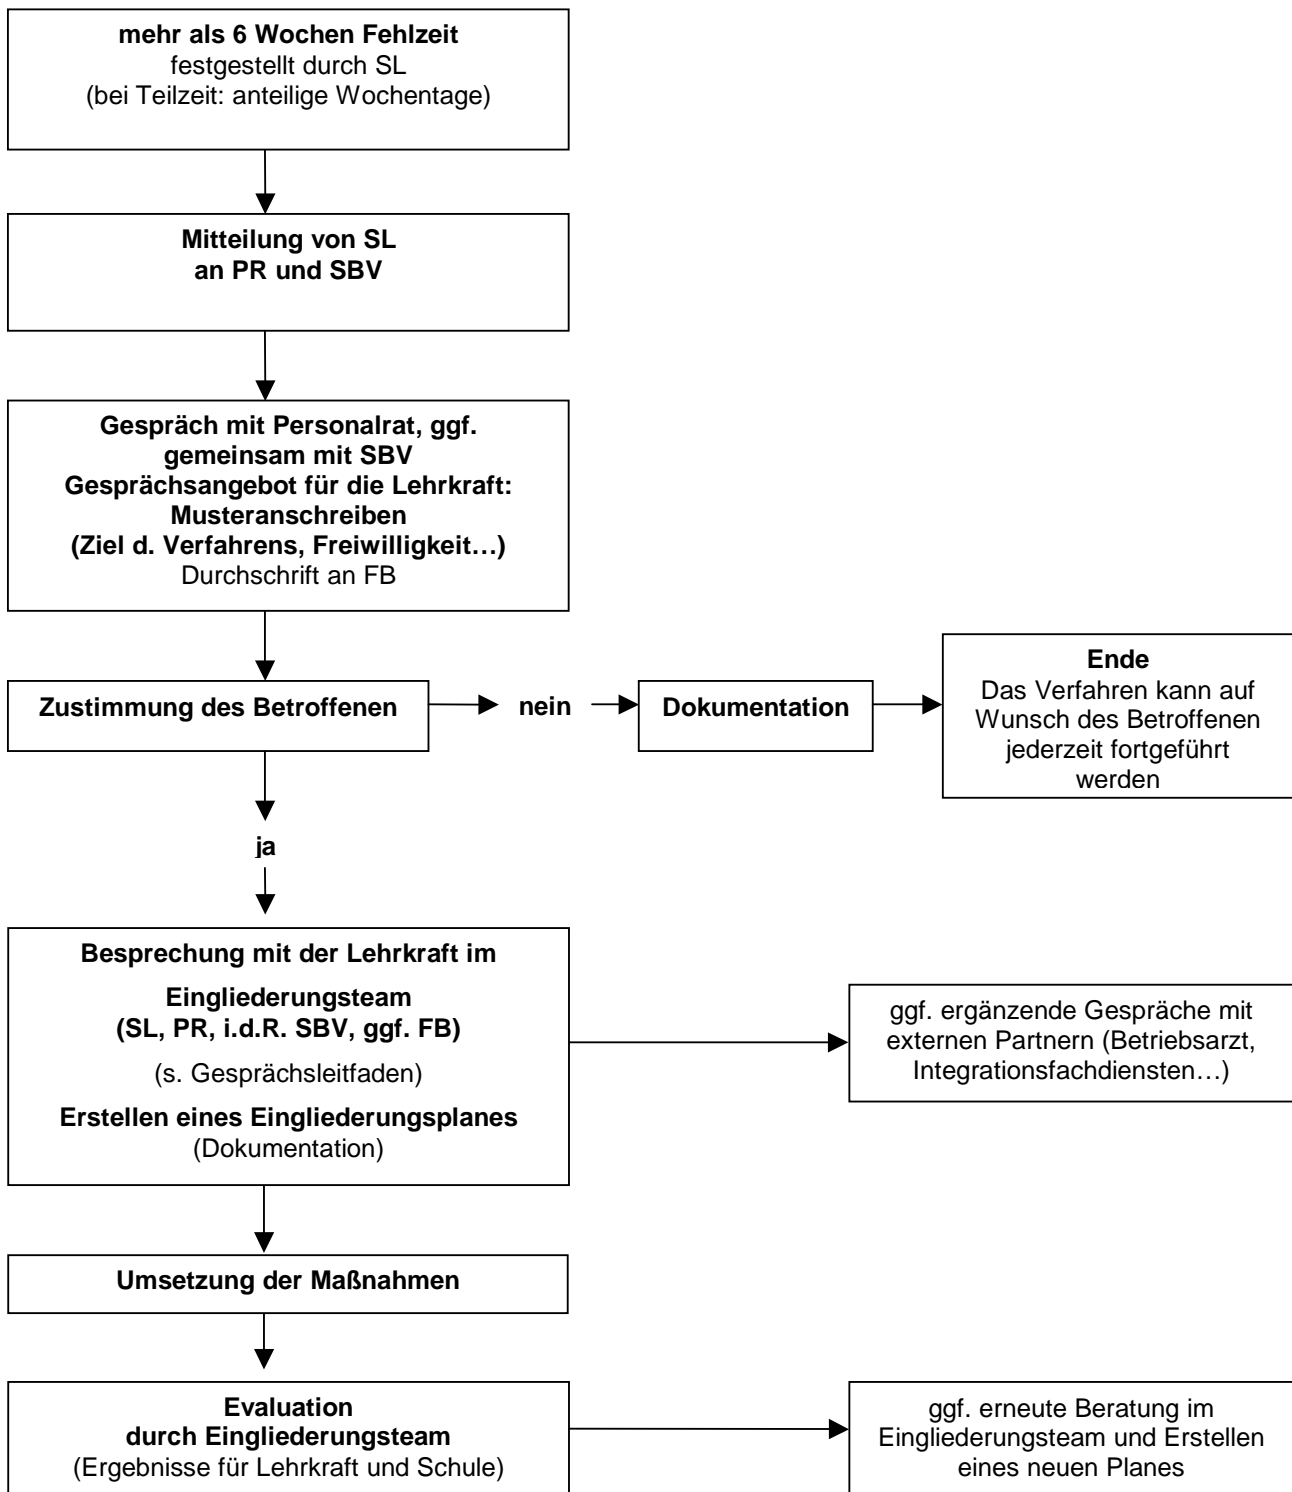 mehr als 6 Wochen Fehlzeit
festgestellt durch SL
(bei Teilzeit: anteilige Wochentage)
Mitteilung von SL
an PR und SBV
Gespräch mit Personalrat, ggf.
gemeinsam mit SBV
Gesprächsangebot für die Lehrkraft:
Musteranschreiben
(Ziel d. Verfahrens, Freiwilligkeit…)
Durchschrift an FB
Zustimmung des Betroffenen
nein
Dokumentation
Ende
Das Verfahren kann auf
Wunsch des Betroffenen
jederzeit fortgeführt
werden
ja
Besprechung mit der Lehrkraft im
Eingliederungsteam
(SL, PR, i.d.R. SBV, ggf. FB)
(s. Gesprächsleitfaden)
Erstellen eines Eingliederungsplanes
(Dokumentation)
ggf. ergänzende Gespräche mit
externen Partnern (Betriebsarzt,
Integrationsfachdiensten…)
Umsetzung der Maßnahmen
Evaluation
durch Eingliederungsteam
(Ergebnisse für Lehrkraft und Schule)
ggf. erneute Beratung im
Eingliederungsteam und Erstellen
eines neuen Planes